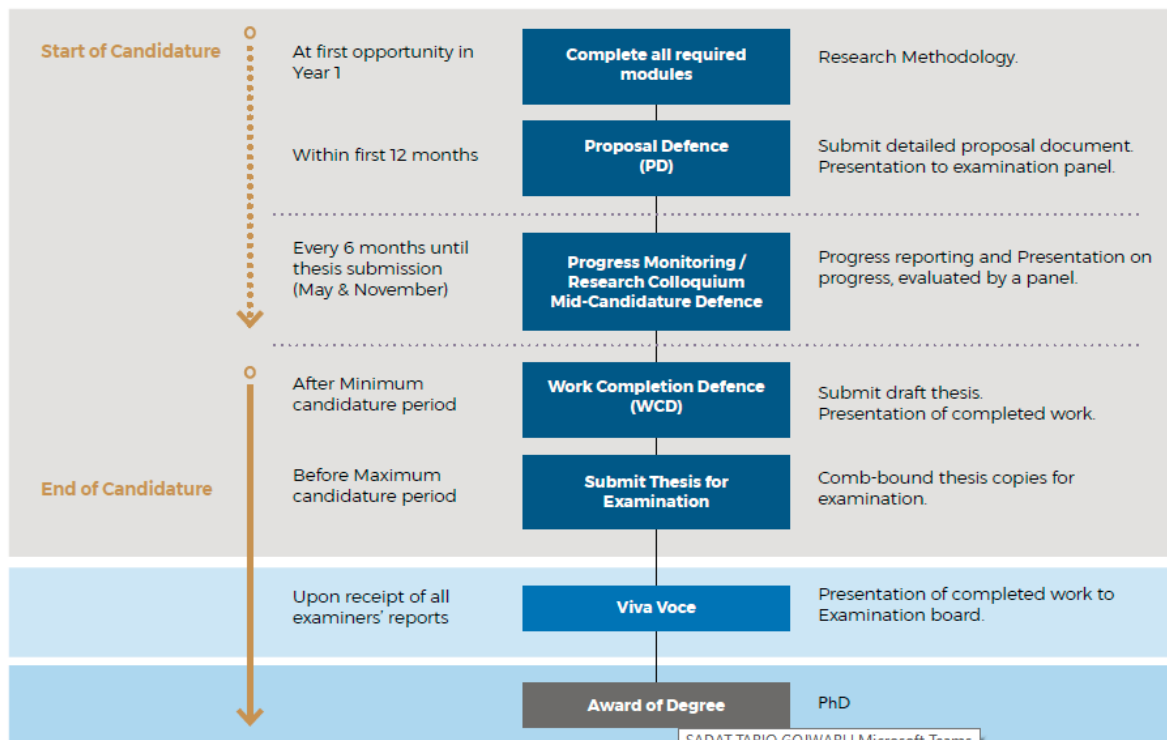 Start of Candidature
At first opportunity in
Year 1
Complete all required
modules
Research Methodology.
Within first 12 months
Proposal Defence
(PD)
Submit detailed proposal document.
Presentation to examination panel.
Every 6 months until
thesis submission
(May & November)
Progress Monitoring /
Research Colloquium
Mid-Candidature Defence
Progress reporting and Presentation on
progress, evaluated by a panel.
After Minimum
candidature period
Work Completion Defence
(WCD)
Submit draft thesis.
Presentation of completed work.
End of Candidature
Before Maximum
candidature period
Submit Thesis for
Examination
Comb-bound thesis copies for
examination.
Upon receipt of all
examiners' reports
Viva Voce
Presentation of completed work to
Examination board.
Award of Degree
PhD
SADAT TARIQ Microsoft Teams